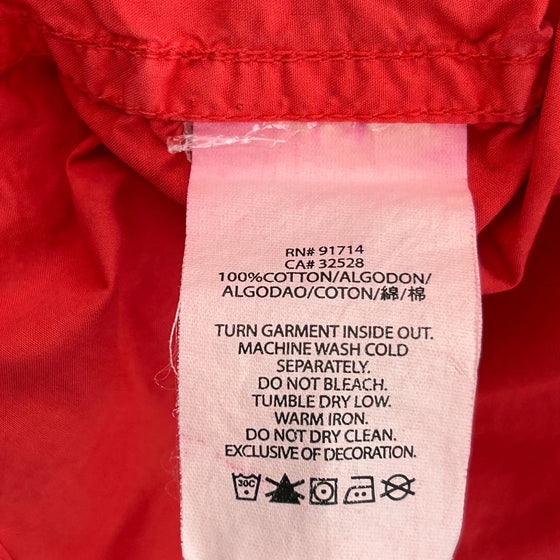 RN# 91714
CA# 32528
100%COTTON/ALGODON/
ALGODAO/COTON/綿/棉
TURN GARMENT INSIDE OUT.
MACHINE WASH COLD
SEPARATELY.
DO NOT BLEACH.
TUMBLE DRY LOW.
WARM IRON.
DO NOT DRY CLEAN.
EXCLUSIVE OF DECORATION.
30C